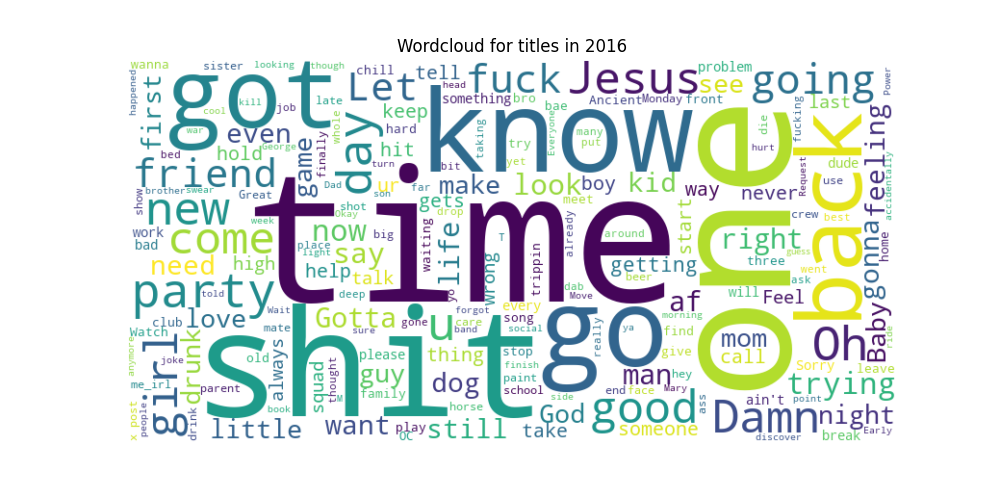 Wordcloud for titles in 2016
wanna
sister
looking
though
chill
tell
fuck
Jesus
problem
see
going
happened
first
got
cool
kill
job
late
Let
head
something
bro
bae
Ancient
Monday
front
last
Power
even
war
George
whole
keep
hard
know
taking
try
yet
Everyone
many
put
one
die
hurt
fucking
back
feeling
friend
bed
hold
game
finally
day
hit
turn
bit
dude
brother
swear
Great
Dad
son
ur
far
make
look
boy
kid
way
never
Request
use
accidentally
show
new
week
shot
Okay
gets
drop
meet
start
crew
best
work
bad
come
now
big
time
waiting
life
T
already
around
right
three
guess
gonna
home
place
light
say
help
talk
wrong
trippin
getting
went
ask
need
high
deep
yo
dab
Move
beer
af
will
Feel
party
told
Wait
Gotta
gone
forgot
every
song
morning
club
love
mate
sure
u
care
band
social
go
really
ya
find
mom
call
Oh
Baby
ride
Watch
joke
girl
drunk
always
old
please
thing
stop
finish
give
Sorry
leave
anymore
me_irl
parent
squad
thought
guy
family
dog
paint
school
man
hey
trying
people
x post
drink
book
shit
M
horse
side
end
face
Mary
ass
ain't
point
little
want
play
OC
still
God
take
good
someone
Damn
night
discover
break
Early